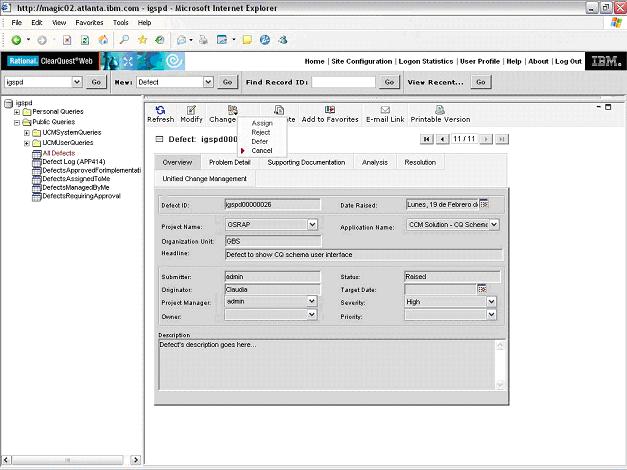 http://magic02.atlanta.ibm.com - igspd - Microsoft Internet Explorer
File Edit View Favorites Tools Help
Back
Rational. ClearQuest Web
Home | Site Configuration | Logon Statistics | User Profile | Help | About | Log Out
IBM
igspd Go New: Defect Go Find Record ID: Go View Recent... Go
igspd
Personal Queries
Public Queries
UCMSystemQueries
UCMUserQueries
All Defects
Defect Log (APP414)
DefectsApprovedForImplementati
DefectsAssignedToMe
DefectsManagedByMe
DefectsRequiringApproval
Refresh Modify Change Add to Favorites E-mail Link Printable Version
Assign
Reject
Defer
Cancel
Defect: igspd00
11 / 11
Overview Problem Detail Supporting Documentation Analysis Resolution
Unified Change Management
Defect ID: igspd00000026 Date Raised: Lunes, 19 de Febrero d
Project Name: GSRAP Application Name: CCM Solution - CQ Schema
Organization Unit: GBS
Headline: Defect to show CQ schema user interface
Submitter: admin Status: Raised
Originator: Claudia Target Date:
Project Manager: admin Severity: High
Owner: Priority:
Description
Defect's description goes here...